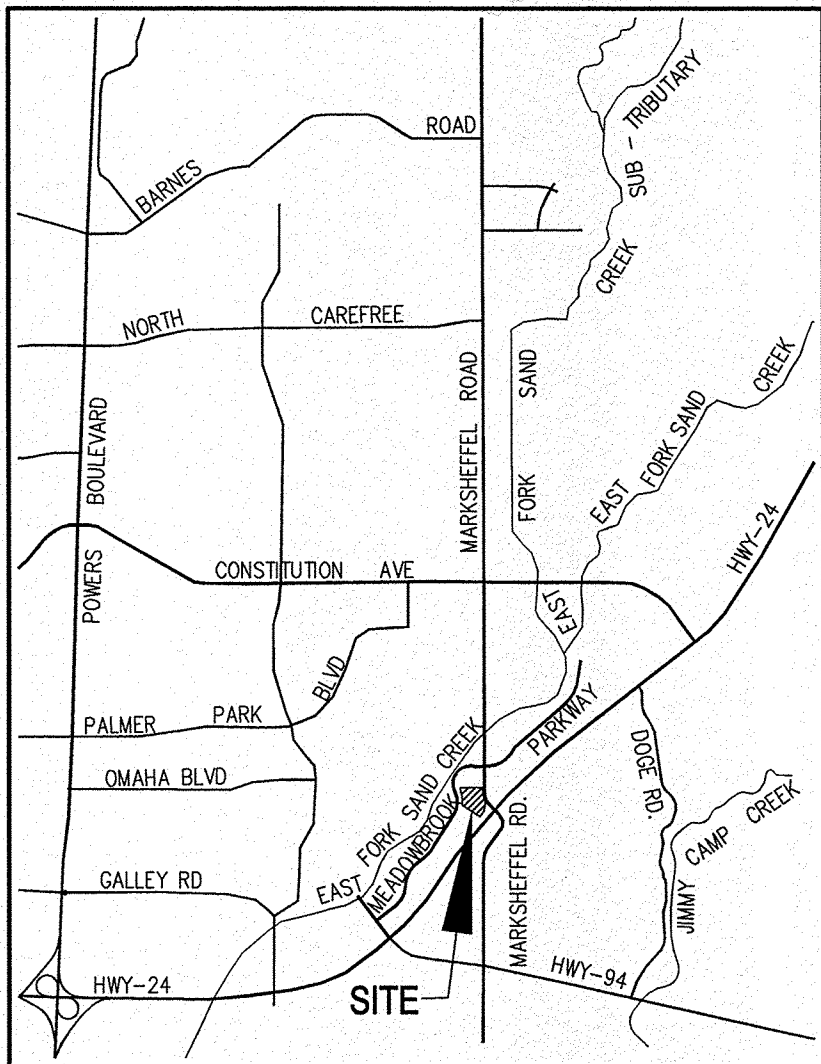 BARNES
ROAD
SUB - TRIBUTARY
CREEK
NORTH
CAREFREE
MARKSHEFFEL ROAD
SAND
FORK
EAST
EAST FORK SAND CREEK
POWERS BOULEVARD
CONSTITUTION AVE
HWY-24
PALMER PARK BLVD
OMAHA BLVD
PARKWAY
MEADOWBROOK
EAST FORK SAND CREEK
DOGE RD.
JIMMY CAMP CREEK
GALLEY RD
MARKSHEFFEL RD.
HWY-24
HWY-94
SITE